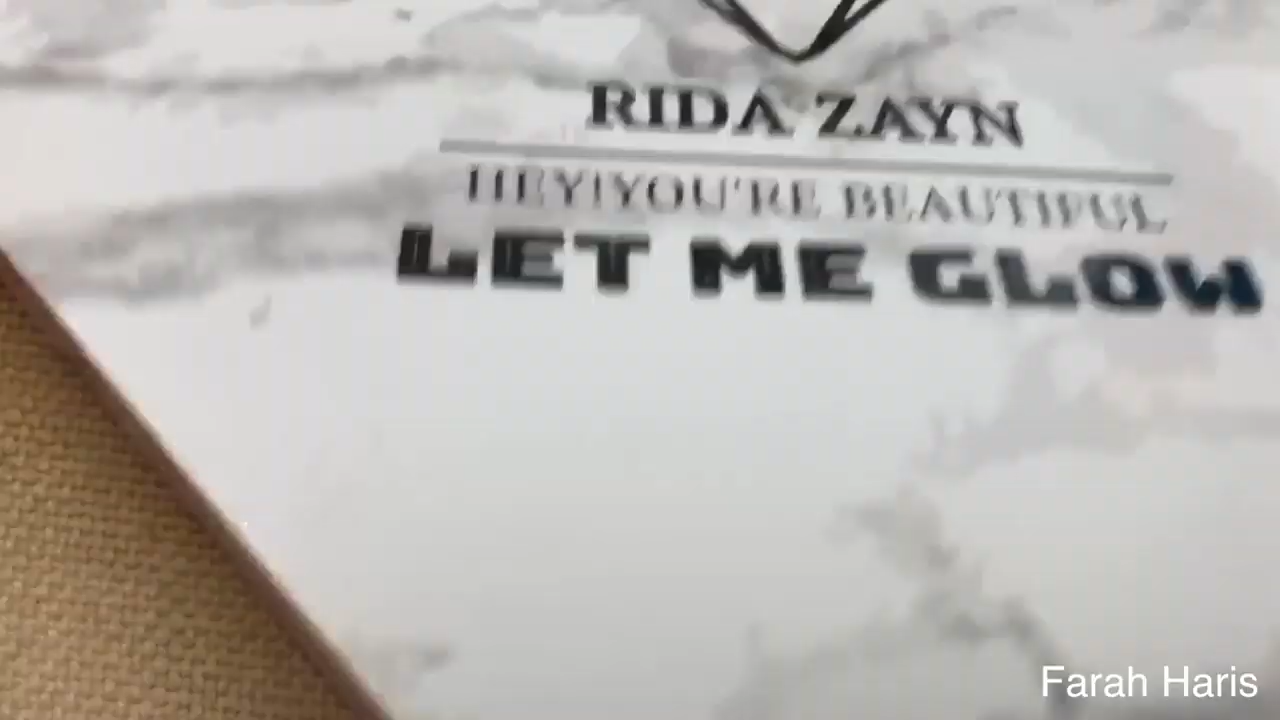 RIDA ZAYN
HEY!YOU'RE BEAUTIFUL
LET ME GLOW
Farah Haris